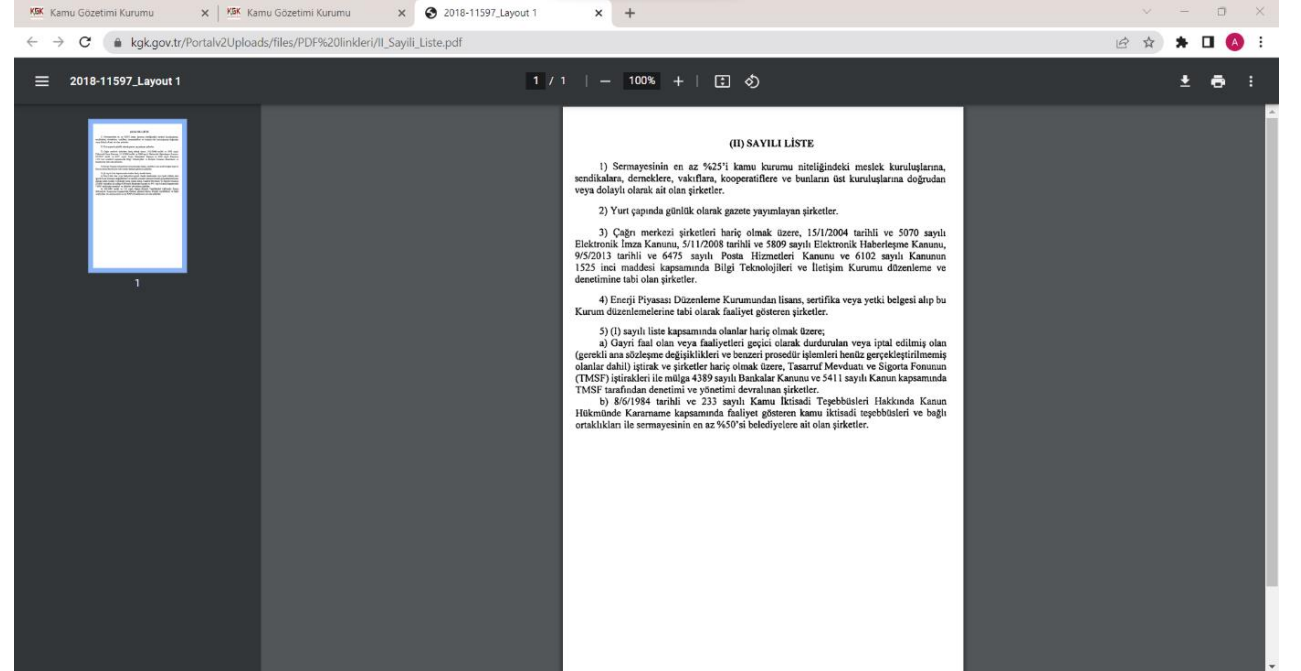 KGK Kamu Gözetimi Kurumu
KGK Kamu Gözetimi Kurumu
2018-11597_Layout 1
kgk.gov.tr/Portalv2Uploads/files/PDF%20linkleri/II_Sayili_Liste.pdf
A
2018-11597_Layout 1
1 / 1
100%
1
(II) SAYILI LİSTE
1) Sermayesinin en az %25'i kamu kurumu niteliğindeki meslek kuruluşlarına,
sendikalara, derneklere, vakıflara, kooperatiflere ve bunların üst kuruluşlarına doğrudan
veya dolaylı olarak ait olan şirketler.
2) Yurt çapında günlük olarak gazete yayımlayan şirketler.
3) Çağrı merkezi şirketleri hariç olmak üzere, 15/1/2004 tarihli ve 5070 sayılı
Elektronik İmza Kanunu, 5/11/2008 tarihli ve 5809 sayılı Elektronik Haberleşme Kanunu,
9/5/2013 tarihli ve 6475 sayılı Posta Hizmetleri Kanunu ve 6102 sayılı Kanunun
1525 inci maddesi kapsamında Bilgi Teknolojileri ve İletişim Kurumu düzenleme ve
denetimine tabi olan şirketler.
4) Enerji Piyasası Düzenleme Kurumundan lisans, sertifika veya yetki belgesi alıp bu
Kurum düzenlemelerine tabi olarak faaliyet gösteren şirketler.
5) (I) sayılı liste kapsamında olanlar hariç olmak üzere;
a) Gayri faal olan veya faaliyetleri geçici olarak durdurulan veya iptal edilmiş olan
(gerekli ana sözleşme değişiklikleri ve benzeri prosedür işlemleri henüz gerçekleştirilmemiş
olanlar dahil) iştirak ve şirketler hariç olmak üzere, Tasarruf Mevduatı ve Sigorta Fonunun
(TMSF) iştirakleri ile mülga 4389 sayılı Bankalar Kanunu ve 5411 sayılı Kanun kapsamında
TMSF tarafından denetimi ve yönetimi devralınan şirketler.
b) 8/6/1984 tarihli ve 233 sayılı Kamu İktisadi Teşebbüsleri Hakkında Kanun
Hükmünde Kararname kapsamında faaliyet gösteren kamu iktisadi teşebbüsleri ve bağlı
ortaklıkları ile sermayesinin en az %50'si belediyelere ait olan şirketler.